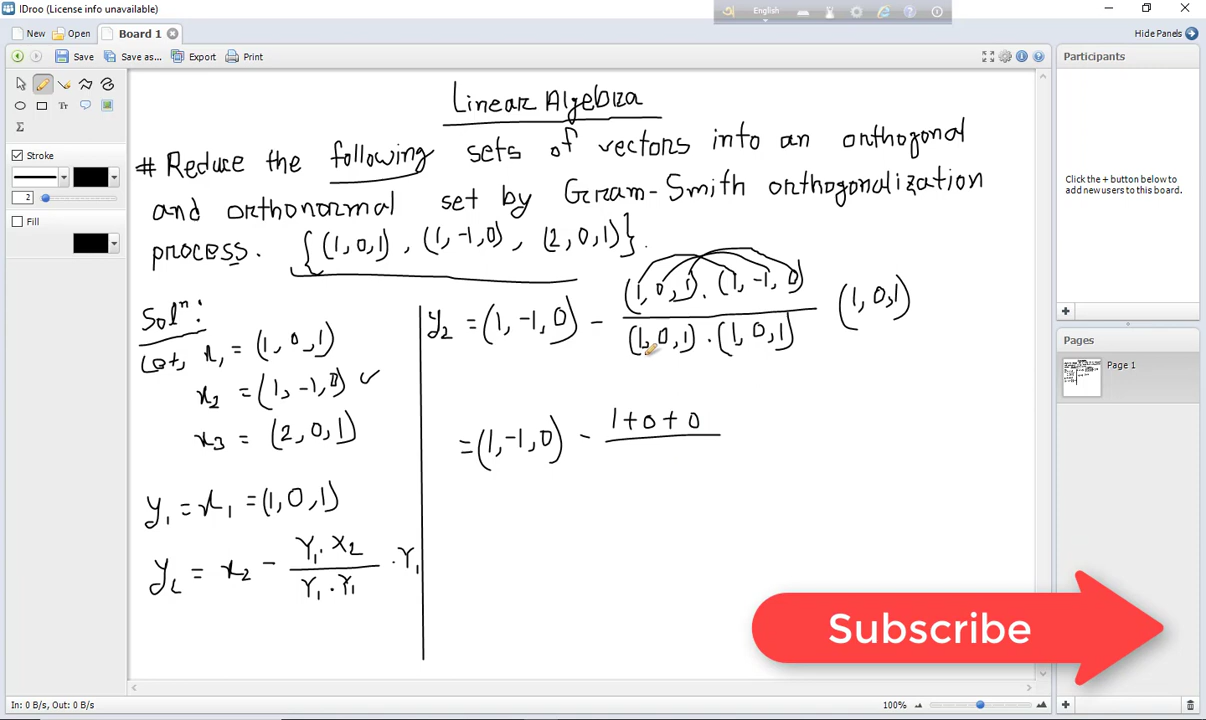 IDroo (License info unavailable)
English
New Open Board 1 Hide Panels
Save Save as... Export Print
Participants
Click the + button below to
add new users to this board.
Stroke
2
Fill
Tr
Σ
Linear Algebra
# Reduce the following sets of vectors into an orthogonal
and orthonormal set by Gram-Smith orthogonalization
process. {(1, 0, 1) , (1, -1, 0) , (2, 0, 1)}.
Solⁿ:
Let, x₁ = (1, 0, 1)
x₂ = (1, -1, 0) ✓
x₃ = (2, 0, 1)
y₁ = x₁ = (1, 0, 1)
y₂ = x₂ - Y₁ · X₂ / Y₁ · Y₁ · Y₁
y₂ = (1, -1, 0) - (1, 0, 1) · (1, -1, 0) / (1, 0, 1) · (1, 0, 1) (1, 0, 1)
= (1, -1, 0) - 1 + 0 + 0
Pages
Page 1
Subscribe
In: 0 B/s, Out: 0 B/s
100%